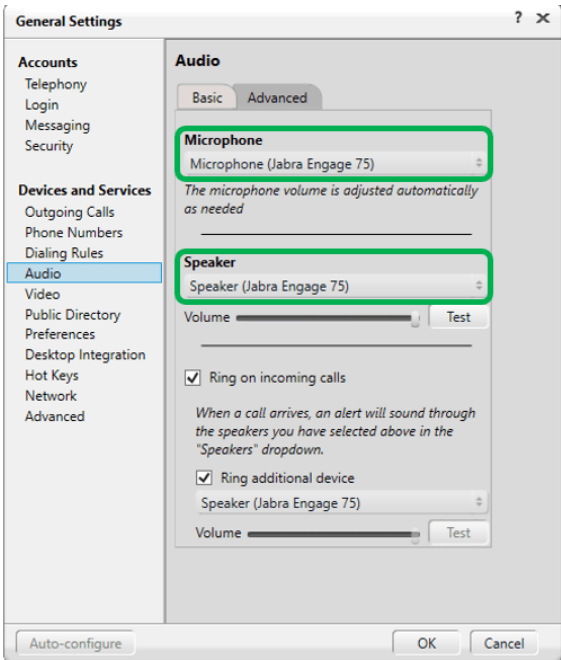 General Settings
? ×
Accounts
Telephony
Login
Messaging
Security
Devices and Services
Outgoing Calls
Phone Numbers
Dialing Rules
Audio
Video
Public Directory
Preferences
Desktop Integration
Hot Keys
Network
Advanced
Audio
Basic
Advanced
Microphone
Microphone (Jabra Engage 75)
The microphone volume is adjusted automatically
as needed
Speaker
Speaker (Jabra Engage 75)
Volume
Test
Ring on incoming calls
When a call arrives, an alert will sound through
the speakers you have selected above in the
"Speakers" dropdown.
Ring additional device
Speaker (Jabra Engage 75)
Volume
Test
Auto-configure
OK
Cancel